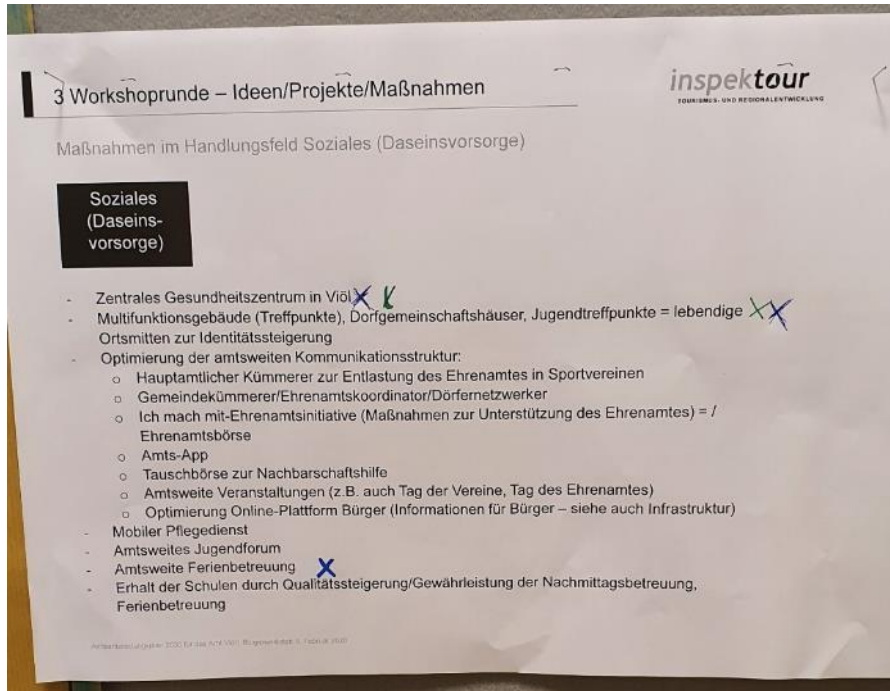 3 Workshoprunde – Ideen/Projekte/Maßnahmen
inspektour
TOURISMUS- UND REGIONALENTWICKLUNG
Maßnahmen im Handlungsfeld Soziales (Daseinsvorsorge)
Soziales
(Daseins-
vorsorge)
- Zentrales Gesundheitszentrum in Viöl
- Multifunktionsgebäude (Treffpunkte), Dorfgemeinschaftshäuser, Jugendtreffpunkte = lebendige
Ortsmitten zur Identitätssteigerung
- Optimierung der amtsweiten Kommunikationsstruktur:
o Hauptamtlicher Kümmerer zur Entlastung des Ehrenamtes in Sportvereinen
o Gemeindekümmerer/Ehrenamtskoordinator/Dörfernetzwerker
o Ich mach mit-Ehrenamtsinitiative (Maßnahmen zur Unterstützung des Ehrenamtes) = /
Ehrenamtsbörse
o Amts-App
o Tauschbörse zur Nachbarschaftshilfe
o Amtsweite Veranstaltungen (z.B. auch Tag der Vereine, Tag des Ehrenamtes)
o Optimierung Online-Plattform Bürger (Informationen für Bürger – siehe auch Infrastruktur)
- Mobiler Pflegedienst
- Amtsweites Jugendforum
- Amtsweite Ferienbetreuung
- Erhalt der Schulen durch Qualitätssteigerung/Gewährleistung der Nachmittagsbetreuung,
Ferienbetreuung